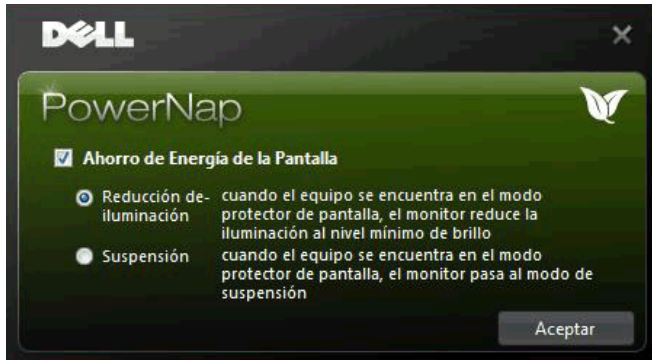 DELL
PowerNap
Ahorro de Energía de la Pantalla
Reducción de- cuando el equipo se encuentra en el modo
iluminación protector de pantalla, el monitor reduce la
iluminación al nivel mínimo de brillo
Suspensión cuando el equipo se encuentra en el modo
protector de pantalla, el monitor pasa al modo de
suspensión
Aceptar